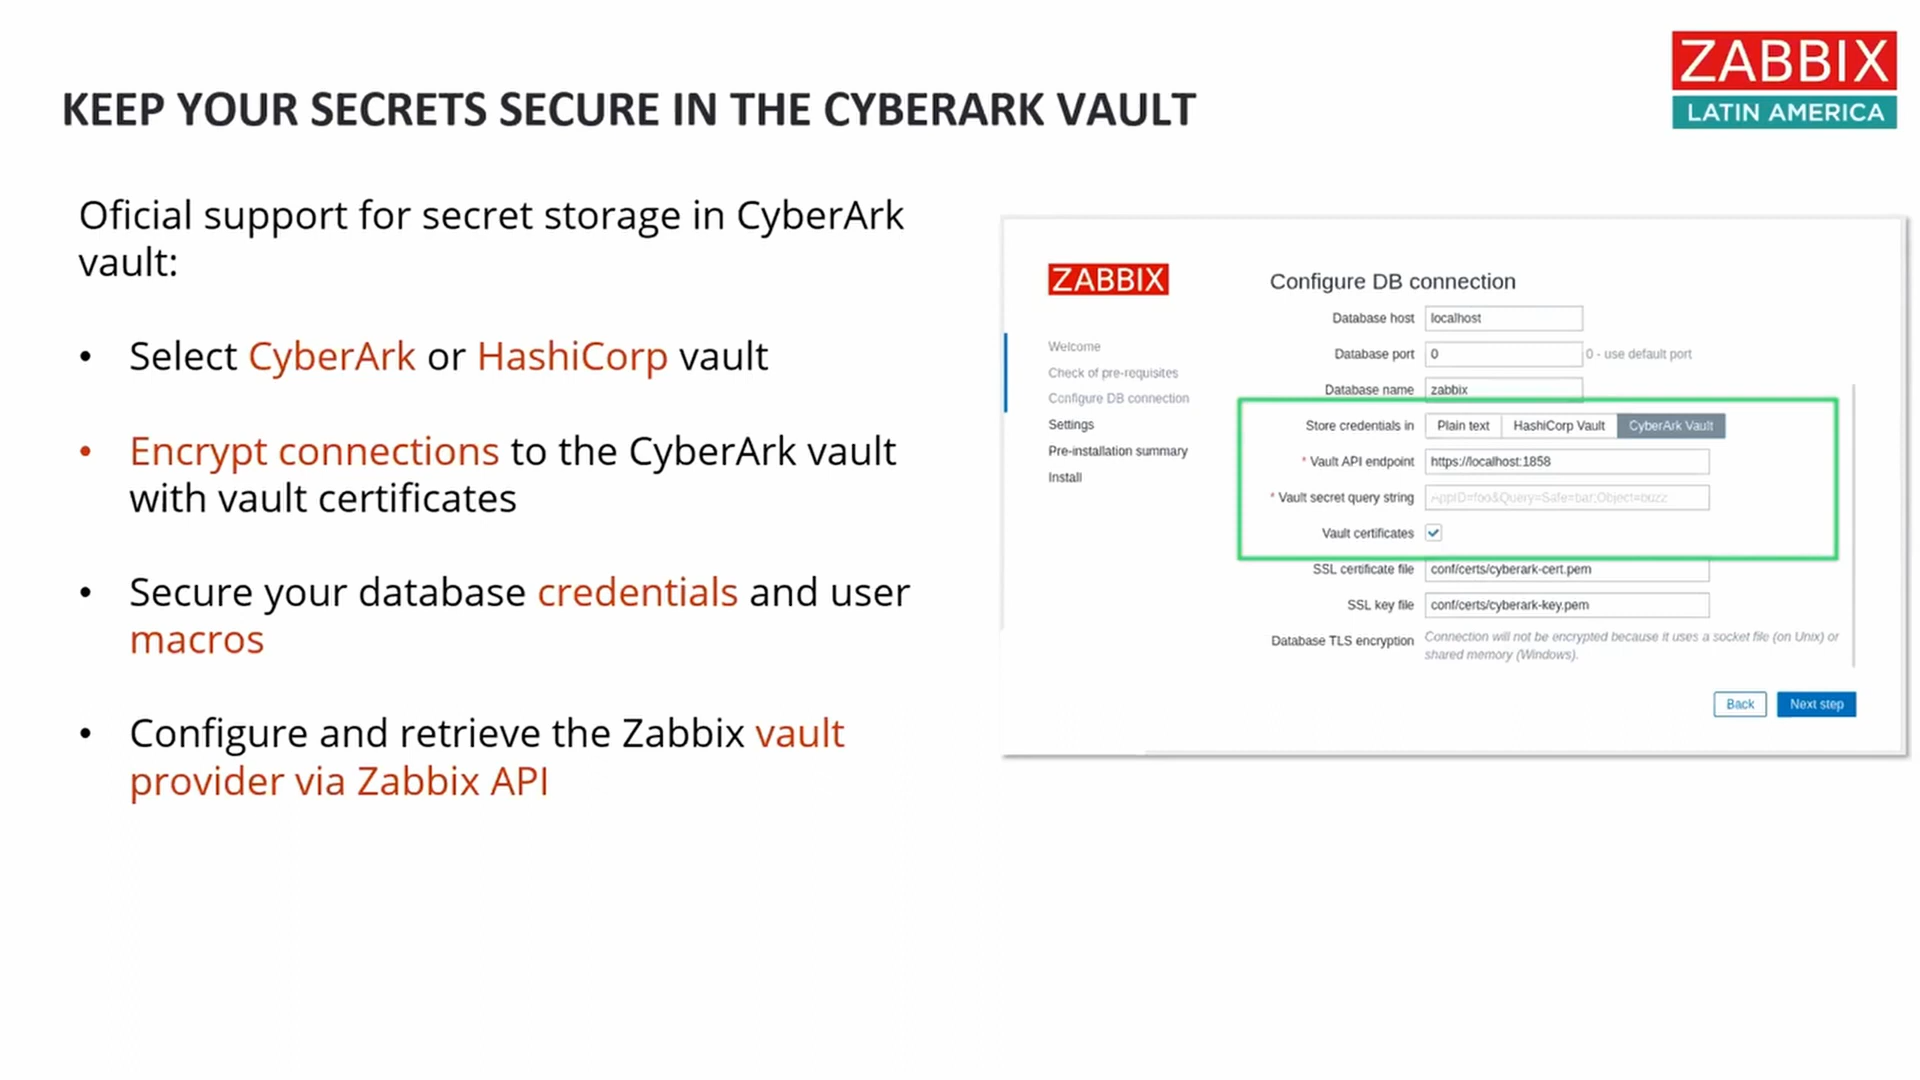 ZABBIX
LATIN AMERICA
KEEP YOUR SECRETS SECURE IN THE CYBERARK VAULT
Oficial support for secret storage in CyberArk
vault:
• Select CyberArk or HashiCorp vault
• Encrypt connections to the CyberArk vault
with vault certificates
• Secure your database credentials and user
macros
• Configure and retrieve the Zabbix vault
provider via Zabbix API
ZABBIX
Welcome
Check of pre-requisites
Configure DB connection
Settings
Pre-installation summary
Install
Configure DB connection
Database host localhost
Database port 0 0 - use default port
Database name zabbix
Store credentials in Plain text HashiCorp Vault CyberArk Vault
* Vault API endpoint https://localhost:1858
* Vault secret query string AppID=foo&Query=Safe=bar;Object=buzz
Vault certificates
SSL certificate file conf/certs/cyberark-cert.pem
SSL key file conf/certs/cyberark-key.pem
Database TLS encryption Connection will not be encrypted because it uses a socket file (on Unix) or
shared memory (Windows).
Back Next step